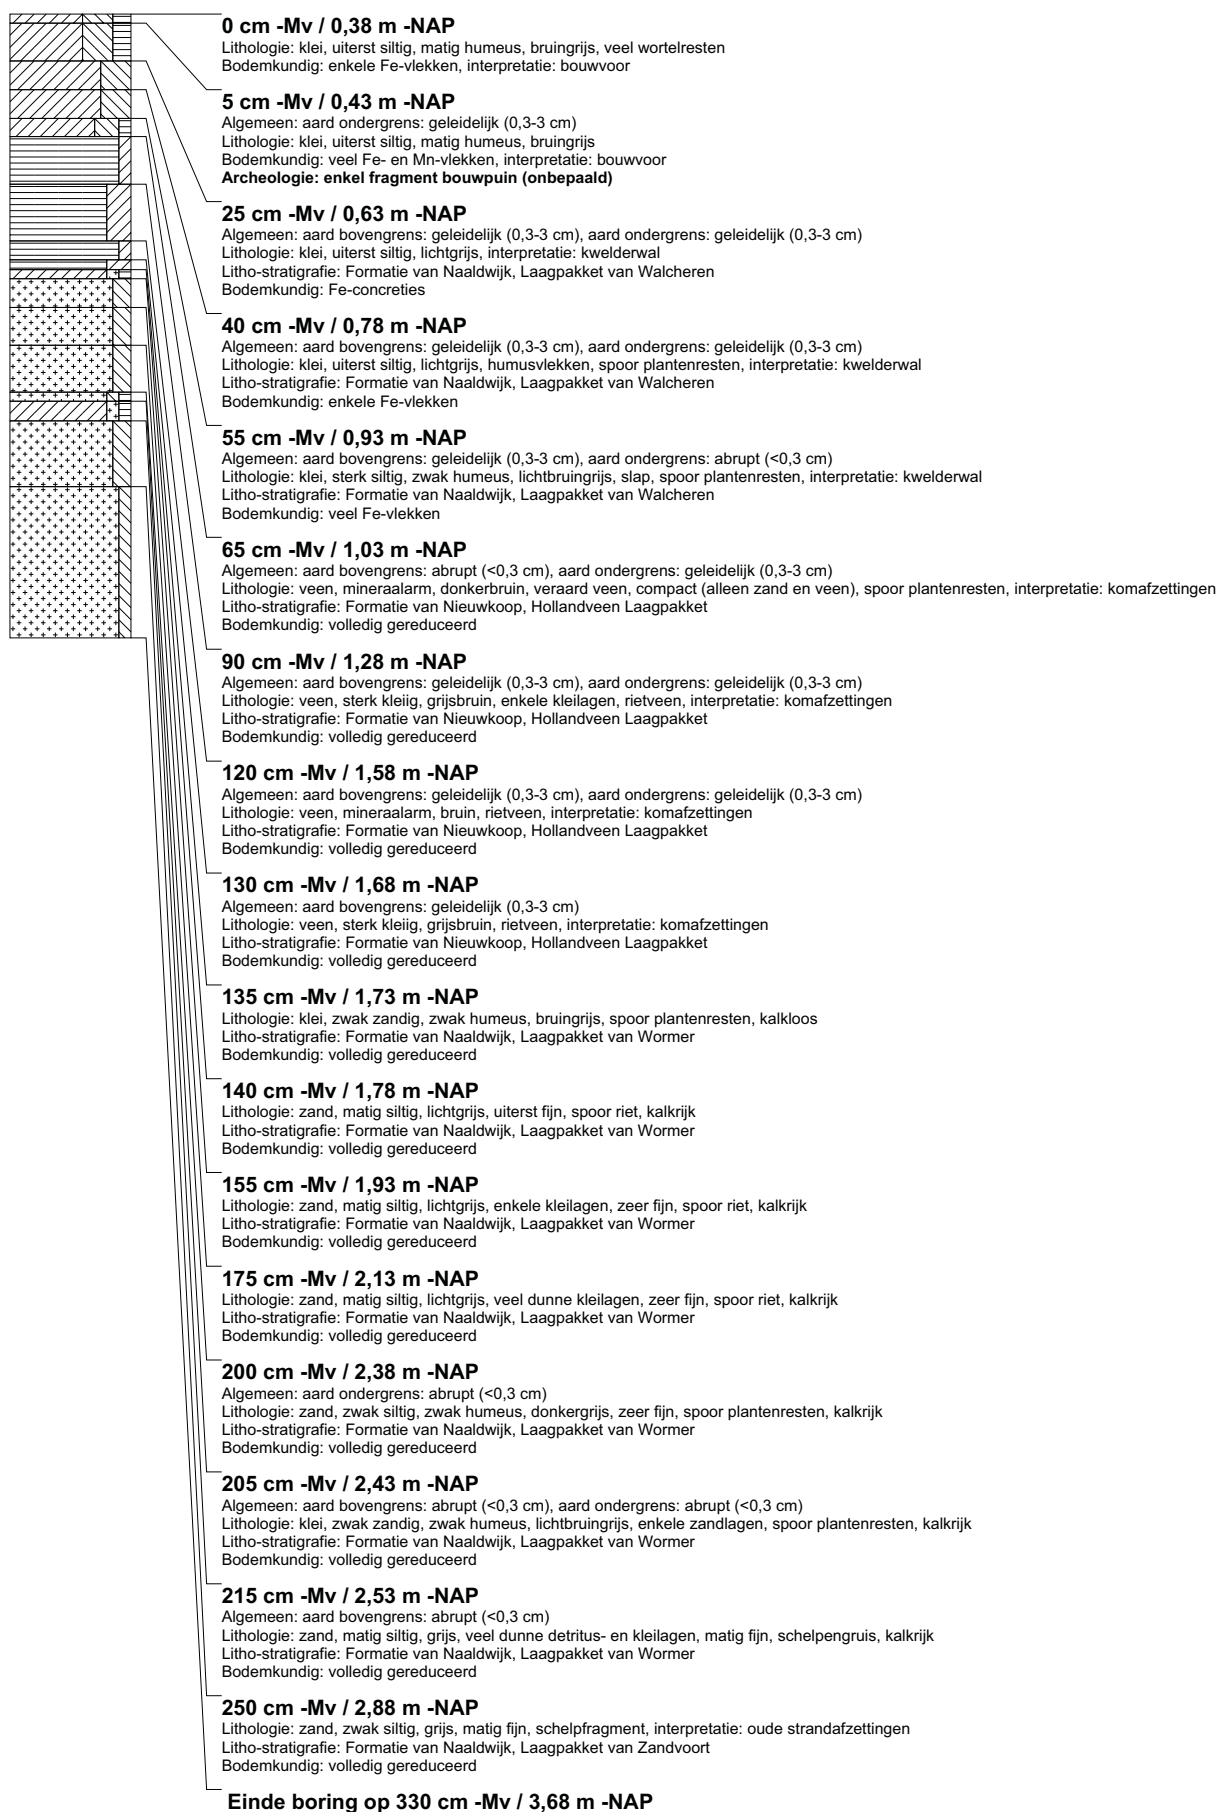 0 cm -Mv / 0,38 m -NAP
Lithologie: klei, uiterst siltig, matig humeus, bruingrijs, veel wortelresten
Bodemkundig: enkele Fe-vlekken, interpretatie: bouwvoor
5 cm -Mv / 0,43 m -NAP
Algemeen: aard ondergrens: geleidelijk (0,3-3 cm)
Lithologie: klei, uiterst siltig, matig humeus, bruingrijs
Bodemkundig: veel Fe- en Mn-vlekken, interpretatie: bouwvoor
Archeologie: enkel fragment bouwpuin (onbepaald)
25 cm -Mv / 0,63 m -NAP
Algemeen: aard bovengrens: geleidelijk (0,3-3 cm), aard ondergrens: geleidelijk (0,3-3 cm)
Lithologie: klei, uiterst siltig, lichtgrijs, interpretatie: kwelderwal
Litho-stratigrafie: Formatie van Naaldwijk, Laagpakket van Walcheren
Bodemkundig: Fe-concreties
40 cm -Mv / 0,78 m -NAP
Algemeen: aard bovengrens: geleidelijk (0,3-3 cm), aard ondergrens: geleidelijk (0,3-3 cm)
Lithologie: klei, uiterst siltig, lichtgrijs, humusvlekken, spoor plantenresten, interpretatie: kwelderwal
Litho-stratigrafie: Formatie van Naaldwijk, Laagpakket van Walcheren
Bodemkundig: enkele Fe-vlekken
55 cm -Mv / 0,93 m -NAP
Algemeen: aard bovengrens: geleidelijk (0,3-3 cm), aard ondergrens: abrupt (<0,3 cm)
Lithologie: klei, sterk siltig, zwak humeus, lichtbruingrijs, slap, spoor plantenresten, interpretatie: kwelderwal
Litho-stratigrafie: Formatie van Naaldwijk, Laagpakket van Walcheren
Bodemkundig: veel Fe-vlekken
65 cm -Mv / 1,03 m -NAP
Algemeen: aard bovengrens: abrupt (<0,3 cm), aard ondergrens: geleidelijk (0,3-3 cm)
Lithologie: veen, mineraalarm, donkerbruin, veraard veen, compact (alleen zand en veen), spoor plantenresten, interpretatie: komafzettingen
Litho-stratigrafie: Formatie van Nieuwkoop, Hollandveen Laagpakket
Bodemkundig: volledig gereduceerd
90 cm -Mv / 1,28 m -NAP
Algemeen: aard bovengrens: geleidelijk (0,3-3 cm), aard ondergrens: geleidelijk (0,3-3 cm)
Lithologie: veen, sterk kleiig, grijsbruin, enkele kleilagen, rietveen, interpretatie: komafzettingen
Litho-stratigrafie: Formatie van Nieuwkoop, Hollandveen Laagpakket
Bodemkundig: volledig gereduceerd
120 cm -Mv / 1,58 m -NAP
Algemeen: aard bovengrens: geleidelijk (0,3-3 cm), aard ondergrens: geleidelijk (0,3-3 cm)
Lithologie: veen, mineraalarm, bruin, rietveen, interpretatie: komafzettingen
Litho-stratigrafie: Formatie van Nieuwkoop, Hollandveen Laagpakket
Bodemkundig: volledig gereduceerd
130 cm -Mv / 1,68 m -NAP
Algemeen: aard bovengrens: geleidelijk (0,3-3 cm)
Lithologie: veen, sterk kleiig, grijsbruin, rietveen, interpretatie: komafzettingen
Litho-stratigrafie: Formatie van Nieuwkoop, Hollandveen Laagpakket
Bodemkundig: volledig gereduceerd
135 cm -Mv / 1,73 m -NAP
Lithologie: klei, zwak zandig, zwak humeus, bruingrijs, spoor plantenresten, kalkloos
Litho-stratigrafie: Formatie van Naaldwijk, Laagpakket van Wormer
Bodemkundig: volledig gereduceerd
140 cm -Mv / 1,78 m -NAP
Lithologie: zand, matig siltig, lichtgrijs, uiterst fijn, spoor riet, kalkrijk
Litho-stratigrafie: Formatie van Naaldwijk, Laagpakket van Wormer
Bodemkundig: volledig gereduceerd
155 cm -Mv / 1,93 m -NAP
Lithologie: zand, matig siltig, lichtgrijs, enkele kleilagen, zeer fijn, spoor riet, kalkrijk
Litho-stratigrafie: Formatie van Naaldwijk, Laagpakket van Wormer
Bodemkundig: volledig gereduceerd
175 cm -Mv / 2,13 m -NAP
Lithologie: zand, matig siltig, lichtgrijs, veel dunne kleilagen, zeer fijn, spoor riet, kalkrijk
Litho-stratigrafie: Formatie van Naaldwijk, Laagpakket van Wormer
Bodemkundig: volledig gereduceerd
200 cm -Mv / 2,38 m -NAP
Algemeen: aard ondergrens: abrupt (<0,3 cm)
Lithologie: zand, zwak siltig, zwak humeus, donkergrijs, zeer fijn, spoor plantenresten, kalkrijk
Litho-stratigrafie: Formatie van Naaldwijk, Laagpakket van Wormer
Bodemkundig: volledig gereduceerd
205 cm -Mv / 2,43 m -NAP
Algemeen: aard bovengrens: abrupt (<0,3 cm), aard ondergrens: abrupt (<0,3 cm)
Lithologie: klei, zwak zandig, zwak humeus, lichtbruingrijs, enkele zandlagen, spoor plantenresten, kalkrijk
Litho-stratigrafie: Formatie van Naaldwijk, Laagpakket van Wormer
Bodemkundig: volledig gereduceerd
215 cm -Mv / 2,53 m -NAP
Algemeen: aard bovengrens: abrupt (<0,3 cm)
Lithologie: zand, matig siltig, grijs, veel dunne detritus- en kleilagen, matig fijn, schelpengruis, kalkrijk
Litho-stratigrafie: Formatie van Naaldwijk, Laagpakket van Wormer
Bodemkundig: volledig gereduceerd
250 cm -Mv / 2,88 m -NAP
Lithologie: zand, zwak siltig, grijs, matig fijn, schelpfragment, interpretatie: oude strandafzettingen
Litho-stratigrafie: Formatie van Naaldwijk, Laagpakket van Zandvoort
Bodemkundig: volledig gereduceerd
Einde boring op 330 cm -Mv / 3,68 m -NAP